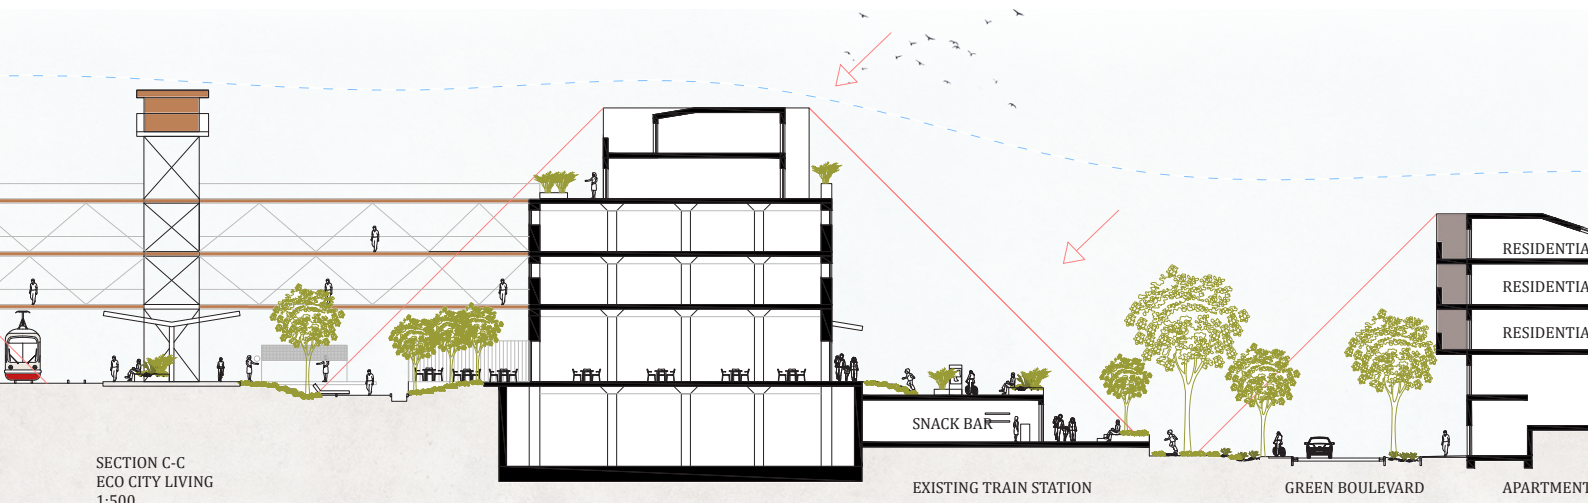 RESIDENTIA
RESIDENTIA
RESIDENTIA
SNACK BAR
SECTION C-C
ECO CITY LIVING
1:500
EXISTING TRAIN STATION
GREEN BOULEVARD
APARTMENT